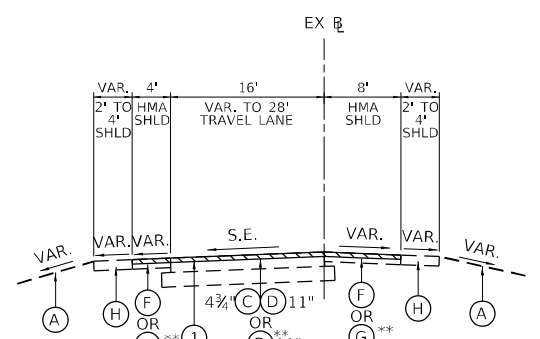 EX BL
VAR. 4' 16' 8' VAR.
2' TO HMA VAR. TO 28' HMA 2' TO
4' SHLD TRAVEL LANE SHLD 4'
SHLD SHLD
VAR. VAR. VAR. S.E. VAR. VAR.
A H F 4¾" C D 11" F H A
OR OR OR
** 1 ** G **